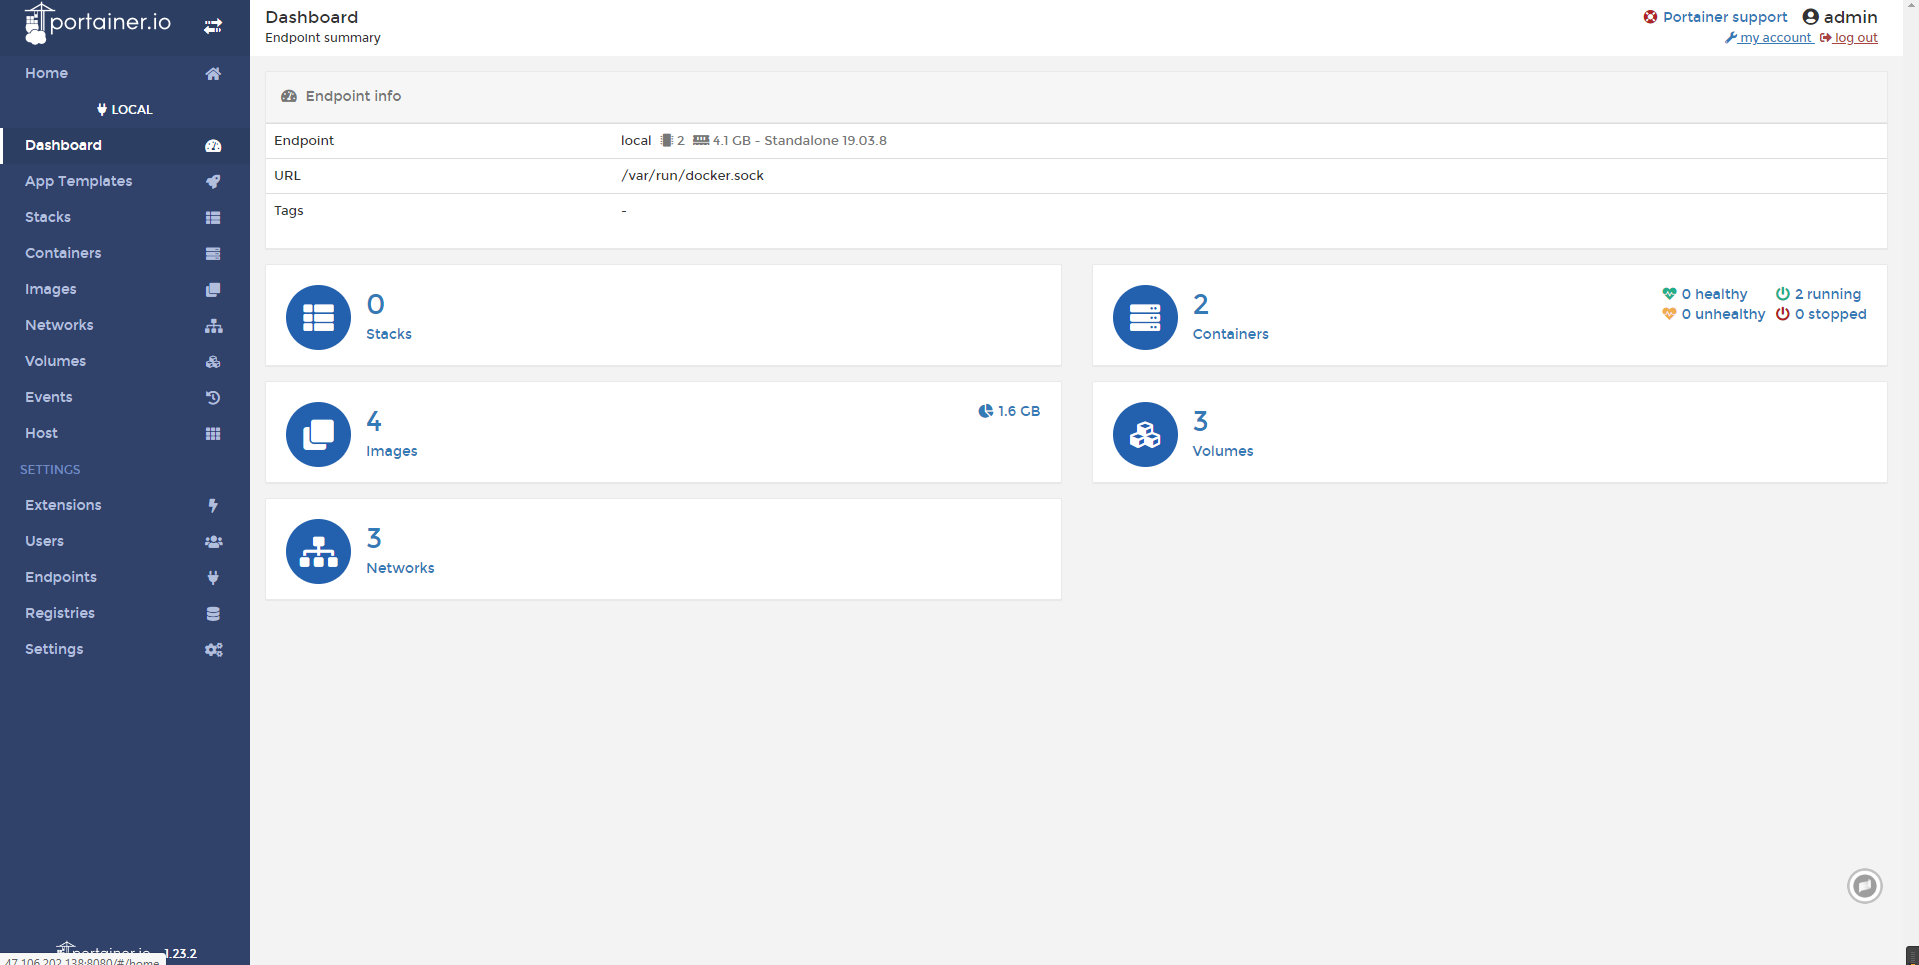 portainer.io
Home
LOCAL
Dashboard
App Templates
Stacks
Containers
Images
Networks
Volumes
Events
Host
SETTINGS
Extensions
Users
Endpoints
Registries
Settings
portainer.io 1.23.2
47.106.202.138:8080/#/home
Dashboard
Endpoint summary
Portainer support admin
my account log out
Endpoint info
Endpoint local 2 4.1 GB - Standalone 19.03.8
URL /var/run/docker.sock
Tags -
0
Stacks
2
Containers
0 healthy 2 running
0 unhealthy 0 stopped
4
Images
1.6 GB
3
Volumes
3
Networks